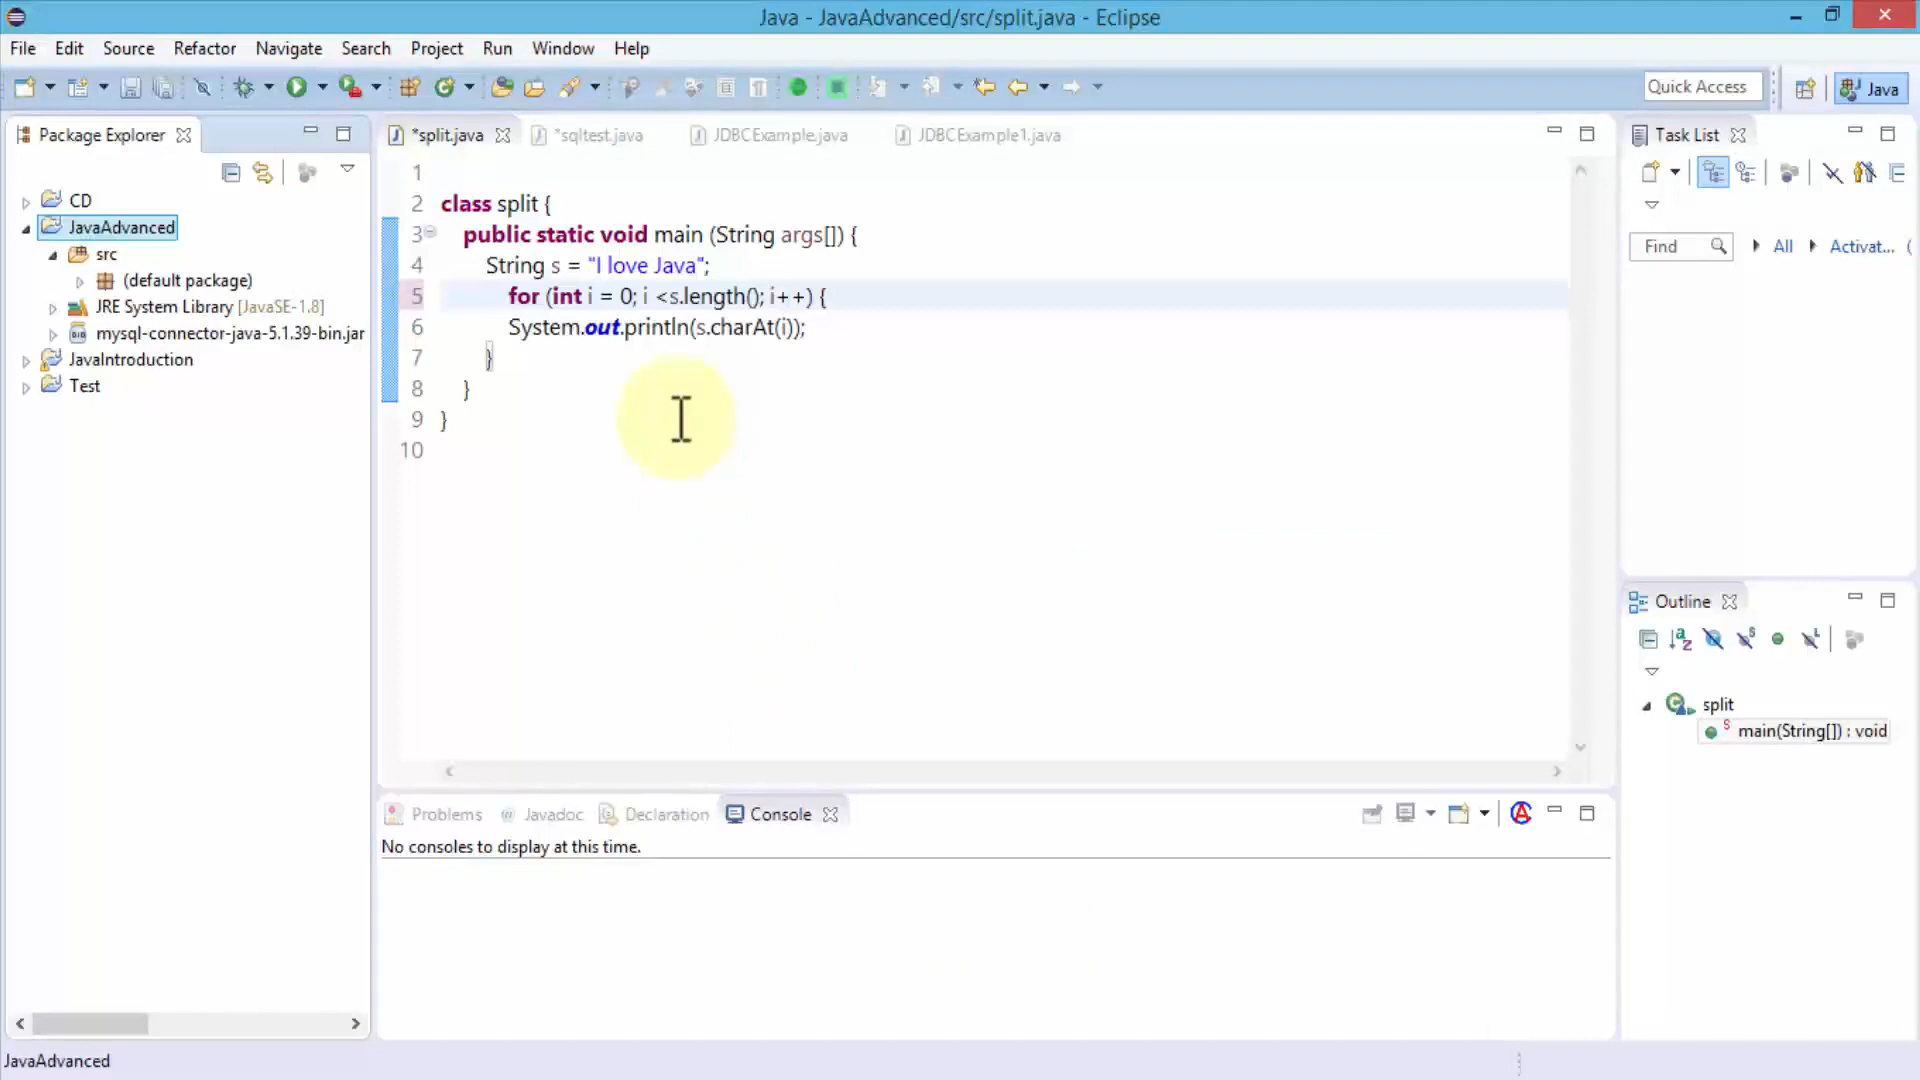 Java - JavaAdvanced/src/split.java - Eclipse
File Edit Source Refactor Navigate Search Project Run Window Help
Quick Access
Java
Package Explorer
CD
JavaAdvanced
src
(default package)
JRE System Library [JavaSE-1.8]
mysql-connector-java-5.1.39-bin.jar
JavaIntroduction
Test
*split.java *sqltest.java JDBCExample.java JDBCExample1.java
1
2 class split {
3 public static void main (String args[]) {
4 String s = "I love Java";
5 for (int i = 0; i <s.length(); i++) {
6 System.out.println(s.charAt(i));
7 }
8 }
9 }
10
Task List
Find All Activat...
Outline
split
main(String[]) : void
Problems Javadoc Declaration Console
No consoles to display at this time.
JavaAdvanced